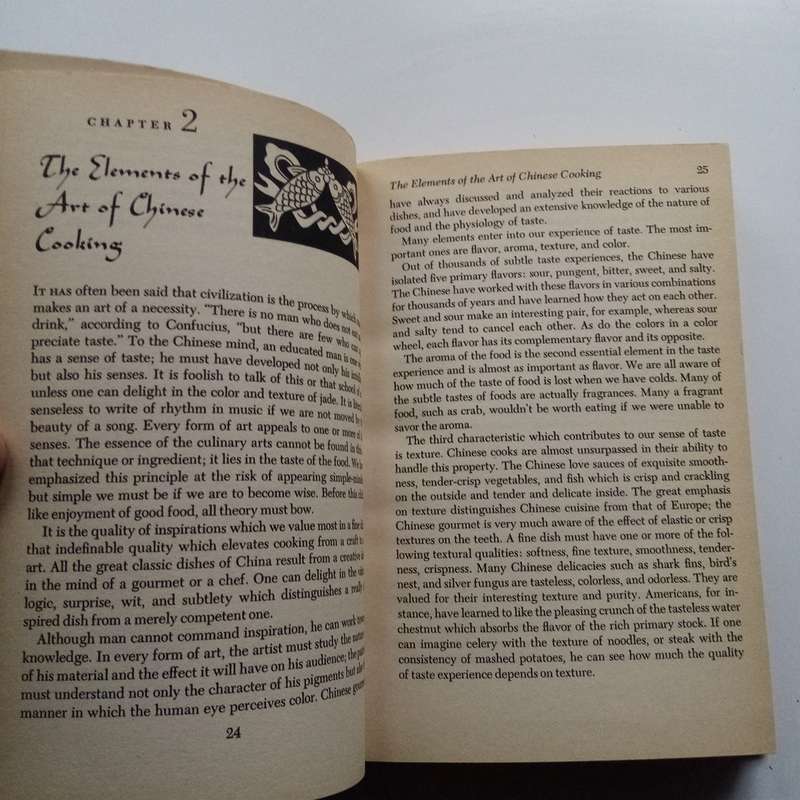 CHAPTER 2
The Elements of the
Art of Chinese
Cooking
IT HAS often been said that civilization is the process by which
makes an art of a necessity. "There is no man who does not eat
drink," according to Confucius, "but there are few who can
preciate taste." To the Chinese mind, an educated man is one
has a sense of taste; he must have developed not only his
but also his senses. It is foolish to talk of this or that school of
unless one can delight in the color and texture of jade. It is
senseless to write of rhythm in music if we are not moved by
beauty of a song. Every form of art appeals to one or more of
senses. The essence of the culinary arts cannot be found in this
that technique or ingredient; it lies in the taste of the food. We
emphasized this principle at the risk of appearing simple-
but simple we must be if we are to become wise. Before this
like enjoyment of good food, all theory must bow.
It is the quality of inspirations which we value most in a fine
that indefinable quality which elevates cooking from a craft to
art. All the great classic dishes of China result from a creative
in the mind of a gourmet or a chef. One can delight in the
logic, surprise, wit, and subtlety which distinguishes a really
spired dish from a merely competent one.
Although man cannot command inspiration, he can work
knowledge. In every form of art, the artist must study the
of his material and the effect it will have on his audience; the
must understand not only the character of his pigments but also
manner in which the human eye perceives color. Chinese
24
The Elements of the Art of Chinese Cooking 25
have always discussed and analyzed their reactions to various
dishes, and have developed an extensive knowledge of the nature of
food and the physiology of taste.
Many elements enter into our experience of taste. The most im-
portant ones are flavor, aroma, texture, and color.
Out of thousands of subtle taste experiences, the Chinese have
isolated five primary flavors: sour, pungent, bitter, sweet, and salty.
The Chinese have worked with these flavors in various combinations
for thousands of years and have learned how they act on each other.
Sweet and sour make an interesting pair, for example, whereas sour
and salty tend to cancel each other. As do the colors in a color
wheel, each flavor has its complementary flavor and its opposite.
The aroma of the food is the second essential element in the taste
experience and is almost as important as flavor. We are all aware of
how much of the taste of food is lost when we have colds. Many of
the subtle tastes of foods are actually fragrances. Many a fragrant
food, such as crab, wouldn't be worth eating if we were unable to
savor the aroma.
The third characteristic which contributes to our sense of taste
is texture. Chinese cooks are almost unsurpassed in their ability to
handle this property. The Chinese love sauces of exquisite smooth-
ness, tender-crisp vegetables, and fish which is crisp and crackling
on the outside and tender and delicate inside. The great emphasis
on texture distinguishes Chinese cuisine from that of Europe; the
Chinese gourmet is very much aware of the effect of elastic or crisp
textures on the teeth. A fine dish must have one or more of the fol-
lowing textural qualities: softness, fine texture, smoothness, tender-
ness, crispness. Many Chinese delicacies such as shark fins, bird's
nest, and silver fungus are tasteless, colorless, and odorless. They are
valued for their interesting texture and purity. Americans, for in-
stance, have learned to like the pleasing crunch of the tasteless water
chestnut which absorbs the flavor of the rich primary stock. If one
can imagine celery with the texture of noodles, or steak with the
consistency of mashed potatoes, he can see how much the quality
of taste experience depends on texture.